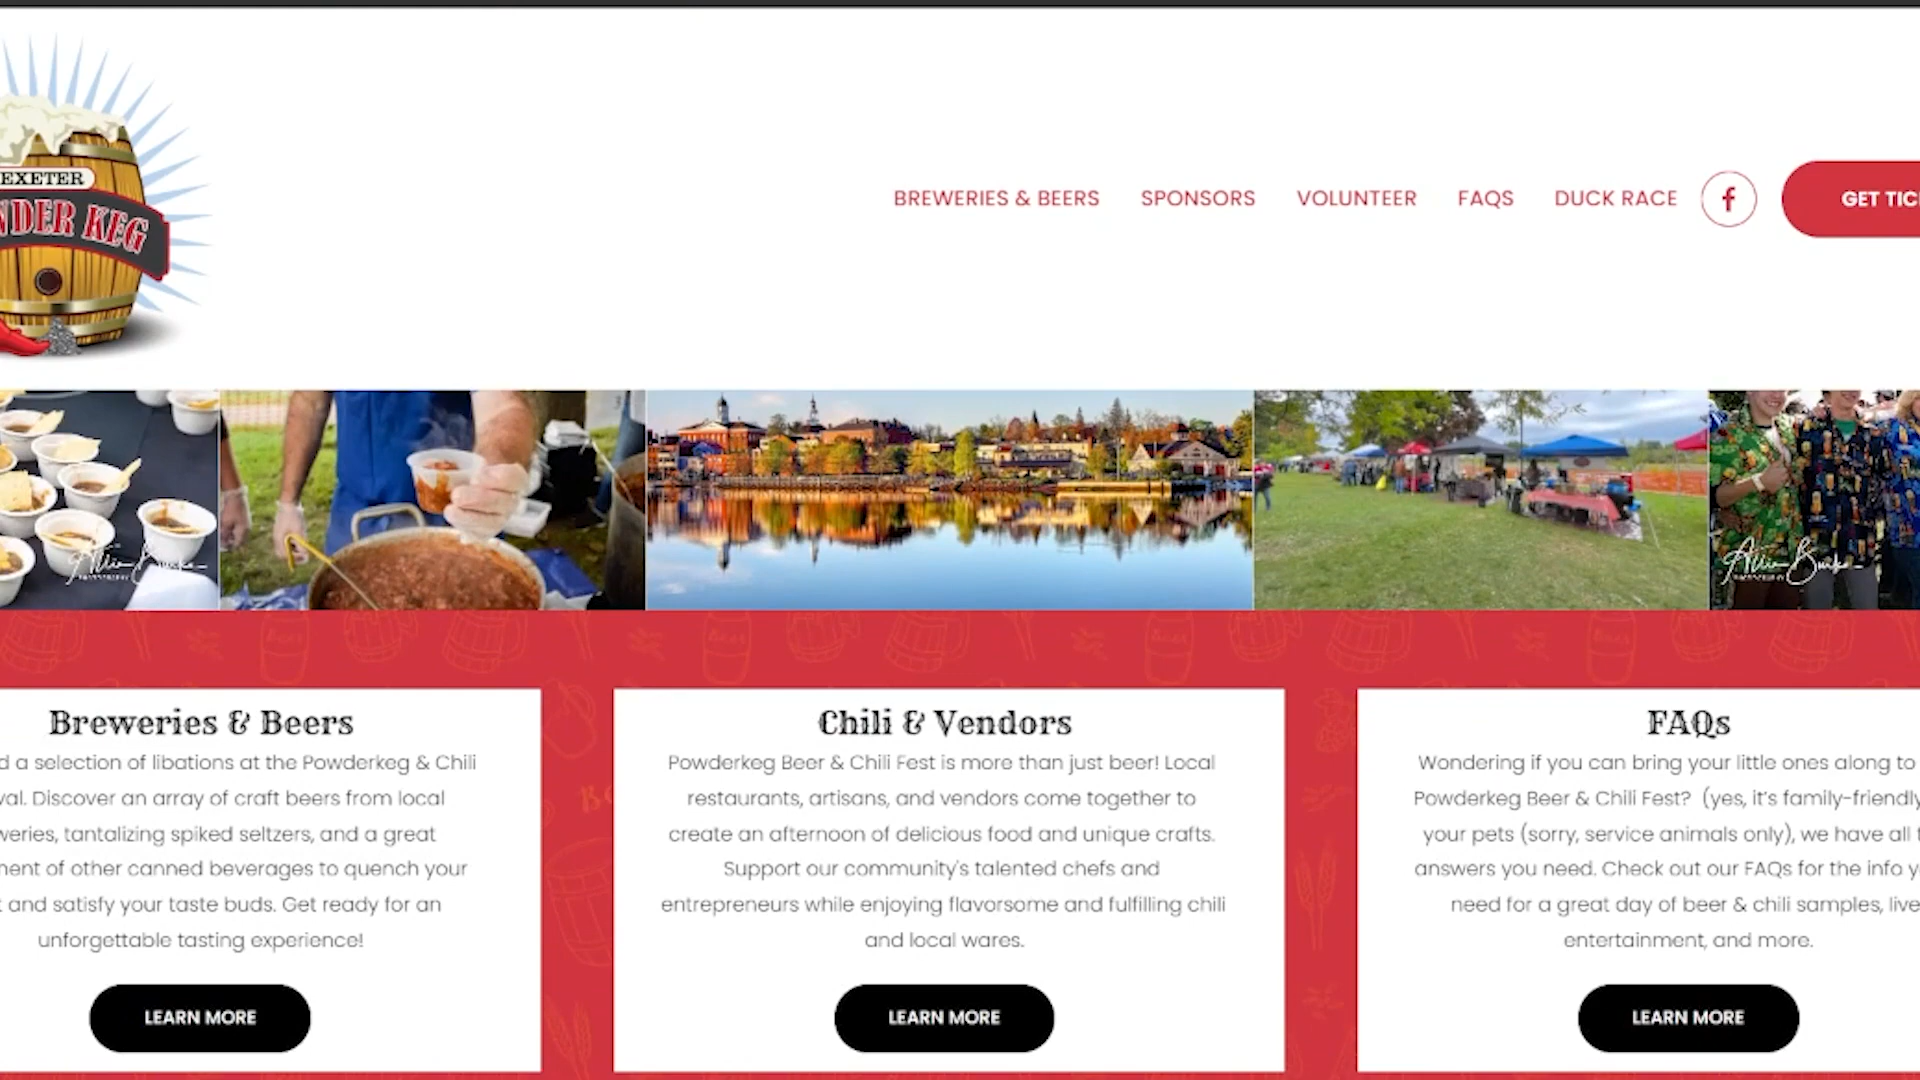 EXETER
NDER KEG
BREWERIES & BEERS SPONSORS VOLUNTEER FAQS DUCK RACE f GET TIC
Allie Burke
PHOTOGRAPHY
Allie Burke
PHOTOGRAPHY
Breweries & Beers
d a selection of libations at the Powderkeg & Chili
val. Discover an array of craft beers from local
weries, tantalizing spiked seltzers, and a great
ment of other canned beverages to quench your
t and satisfy your taste buds. Get ready for an
unforgettable tasting experience!
LEARN MORE
Chili & Vendors
Powderkeg Beer & Chili Fest is more than just beer! Local
restaurants, artisans, and vendors come together to
create an afternoon of delicious food and unique crafts.
Support our community's talented chefs and
entrepreneurs while enjoying flavorsome and fulfilling chili
and local wares.
LEARN MORE
FAQs
Wondering if you can bring your little ones along to
Powderkeg Beer & Chili Fest? (yes, it's family-friendly
your pets (sorry, service animals only), we have all t
answers you need. Check out our FAQs for the info y
need for a great day of beer & chili samples, live
entertainment, and more.
LEARN MORE